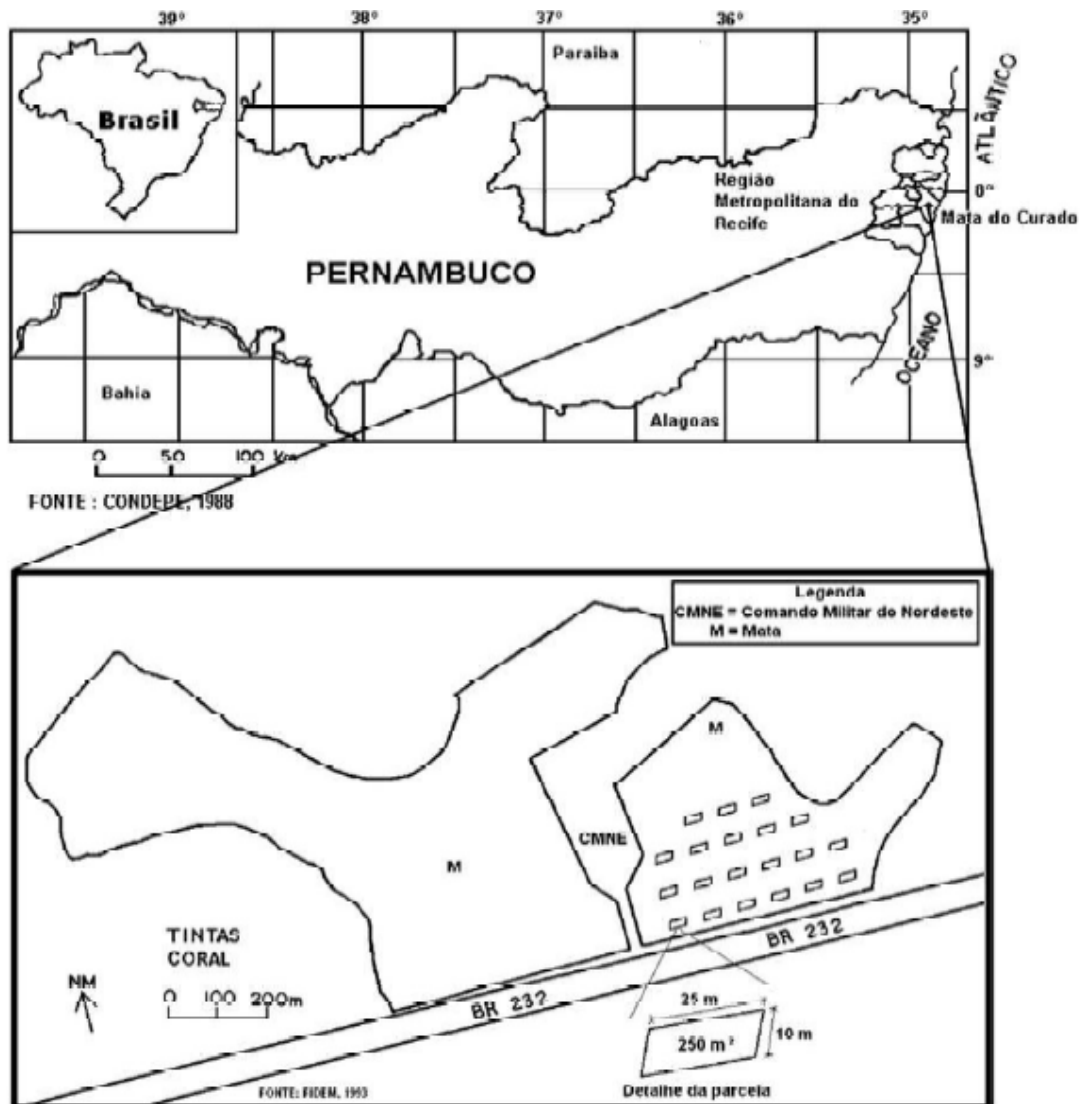 39° 38° 37° 36° 35°
Brasil
Paraiba
ATLÂNTICO
Região
Metropolitana do
Recife
Mata do Curado
PERNAMBUCO
OCEANO
9°
Bahia
Alagoas
0 50 100
FONTE : CONDEPE, 1988
Legenda
CMNE = Comando Militar do Nordeste
M = Mata
M
CMNE
M
TINTAS
CORAL
NM
0 100 200m
BR 232
BR 232
25 m
250 m²
10 m
FONTE: FIDEM, 1993
Detalhe da parcela